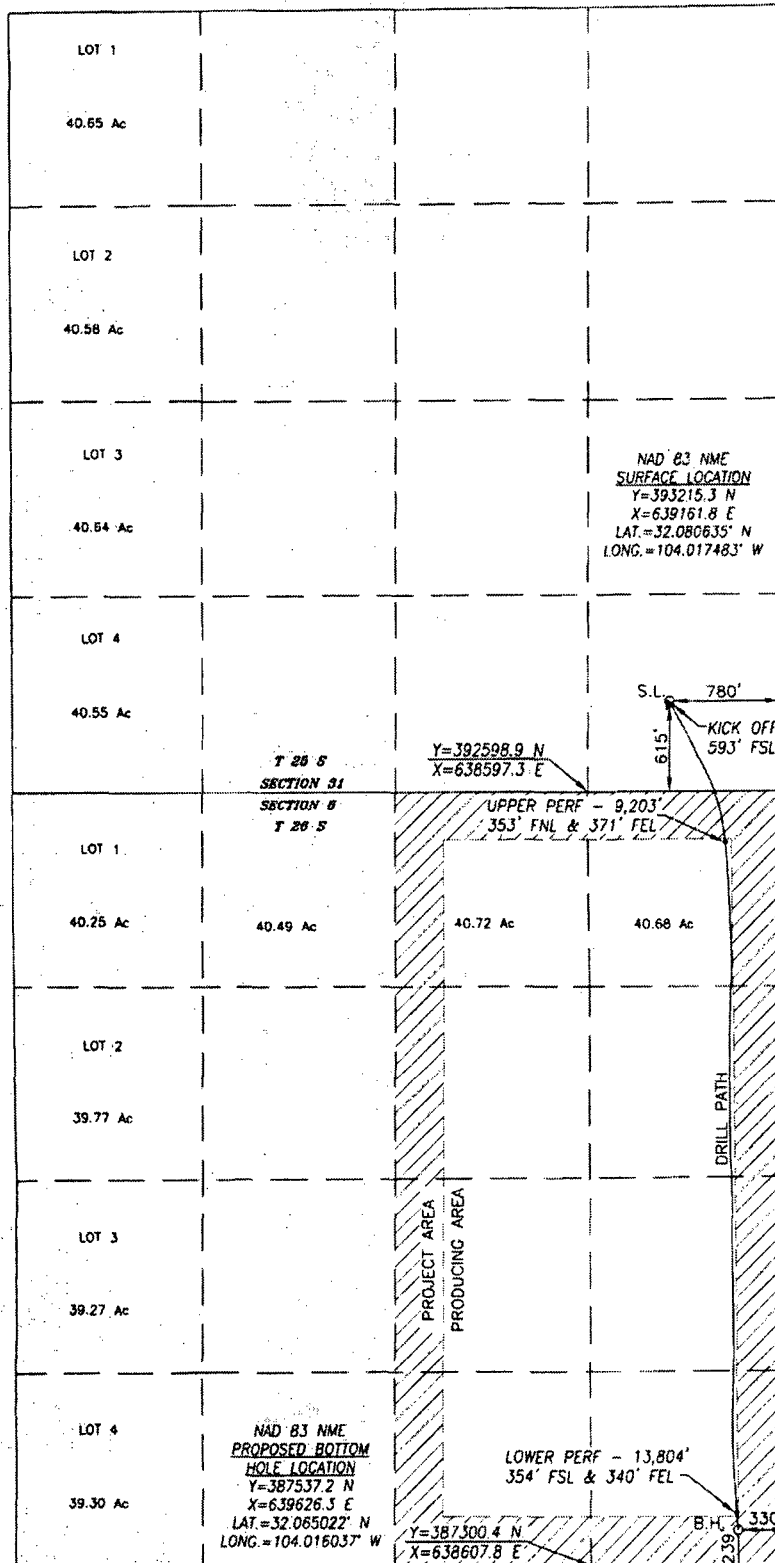 LOT 1
40.65 Ac
LOT 2
40.58 Ac
LOT 3
40.64 Ac
NAD 83 NME
SURFACE LOCATION
Y=393215.3 N
X=639161.8 E
LAT.=32.080635° N
LONG.=104.017483° W
LOT 4
40.55 Ac
S.L.
780'
615'
KICK OFF
593' FSL
Y=392598.9 N
X=638597.3 E
T 25 S
SECTION 31
SECTION 6
T 26 S
UPPER PERF - 9,203'
353' FNL & 371' FEL
LOT 1
40.25 Ac
40.49 Ac
40.72 Ac
40.68 Ac
LOT 2
39.77 Ac
DRILL PATH
PROJECT AREA
PRODUCING AREA
LOT 3
39.27 Ac
LOT 4
39.30 Ac
NAD 83 NME
PROPOSED BOTTOM
HOLE LOCATION
Y=387537.2 N
X=639626.3 E
LAT.=32.065022° N
LONG.=104.016037° W
LOWER PERF - 13,804'
354' FSL & 340' FEL
B.H.
330
239
Y=387300.4 N
X=638607.8 E